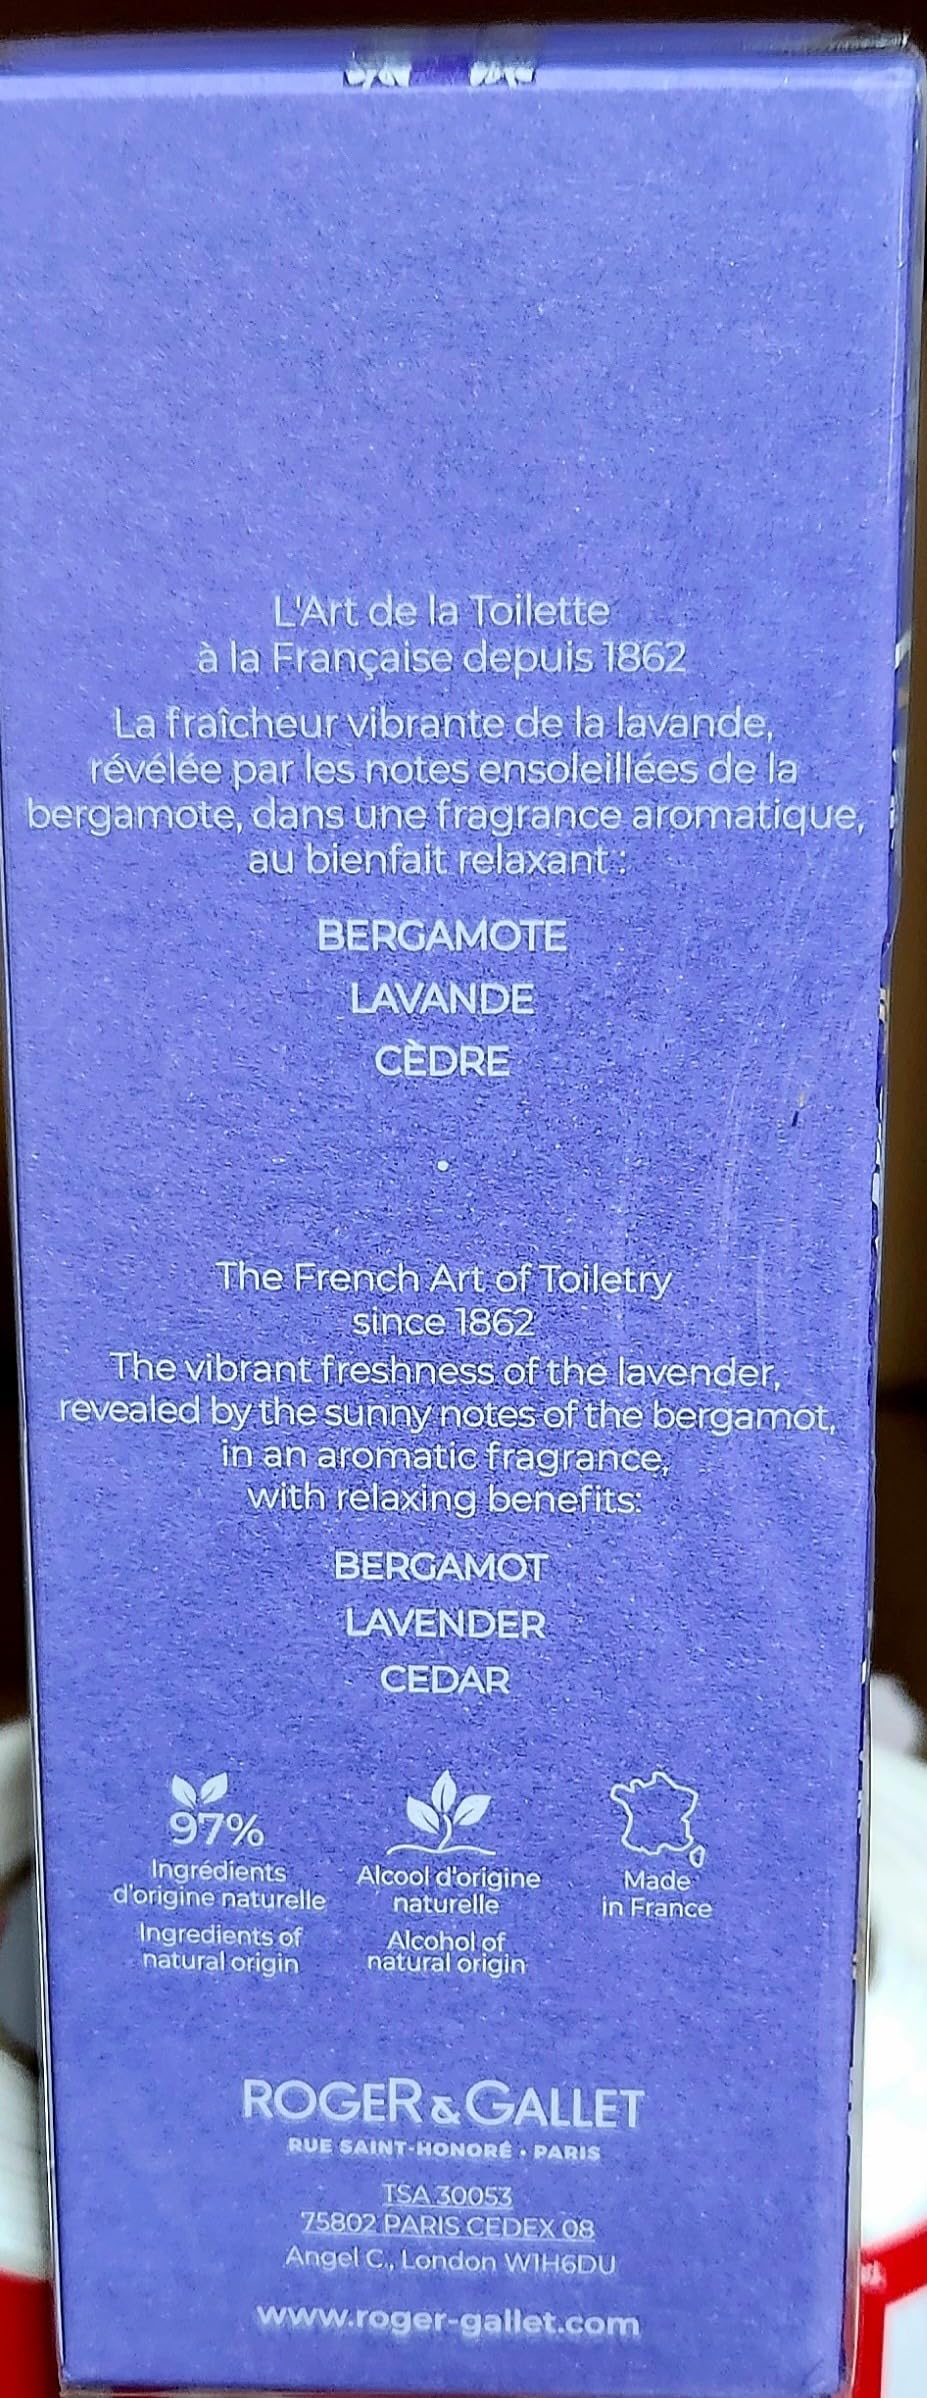 L'Art de la Toilette
à la Française depuis 1862
La fraîcheur vibrante de la lavande,
révélée par les notes ensoleillées de la
bergamote, dans une fragrance aromatique,
au bienfait relaxant :
BERGAMOTE
LAVANDE
CÈDRE
The French Art of Toiletry
since 1862
The vibrant freshness of the lavender,
revealed by the sunny notes of the bergamot,
in an aromatic fragrance,
with relaxing benefits:
BERGAMOT
LAVENDER
CEDAR
97%
Ingrédients
d'origine naturelle
Ingredients of
natural origin
Alcool d'origine
naturelle
Alcohol of
natural origin
Made
in France
ROGER & GALLET
RUE SAINT-HONORÉ • PARIS
TSA 30053
75802 PARIS CEDEX 08
Angel C., London W1H6DU
www.roger-gallet.com